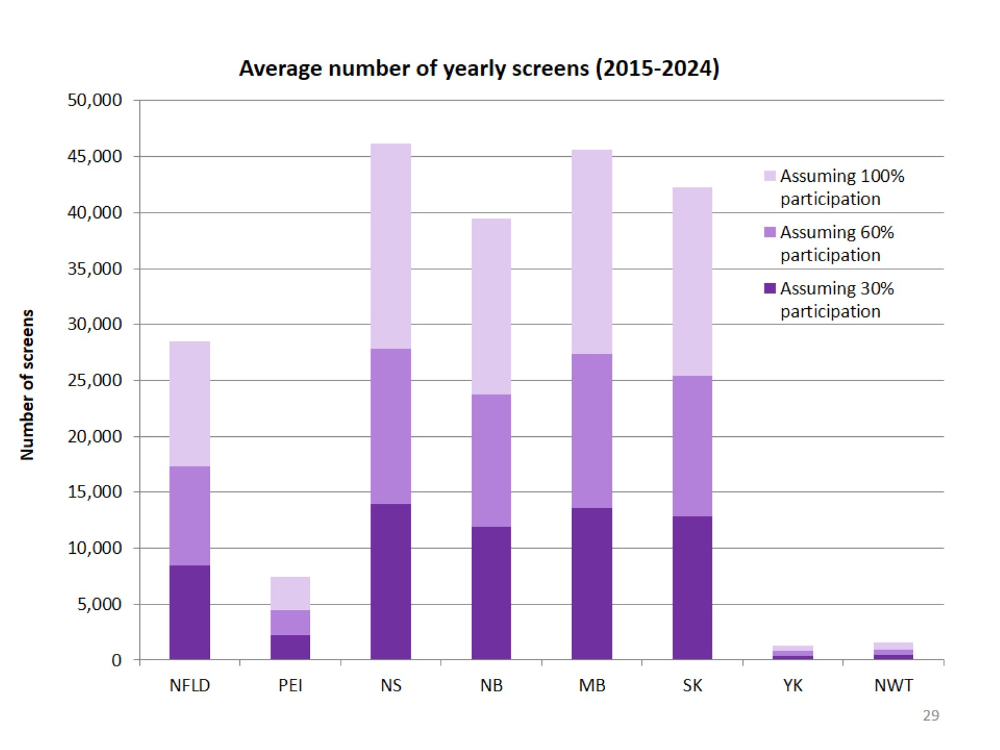 Average number of yearly screens (2015-2024)
50,000
45,000
40,000
35,000
30,000
25,000
20,000
15,000
10,000
5,000
0
Number of screens
Assuming 100%
participation
Assuming 60%
participation
Assuming 30%
participation
NFLD
PEI
NS
NB
MB
SK
YK
NWT
29